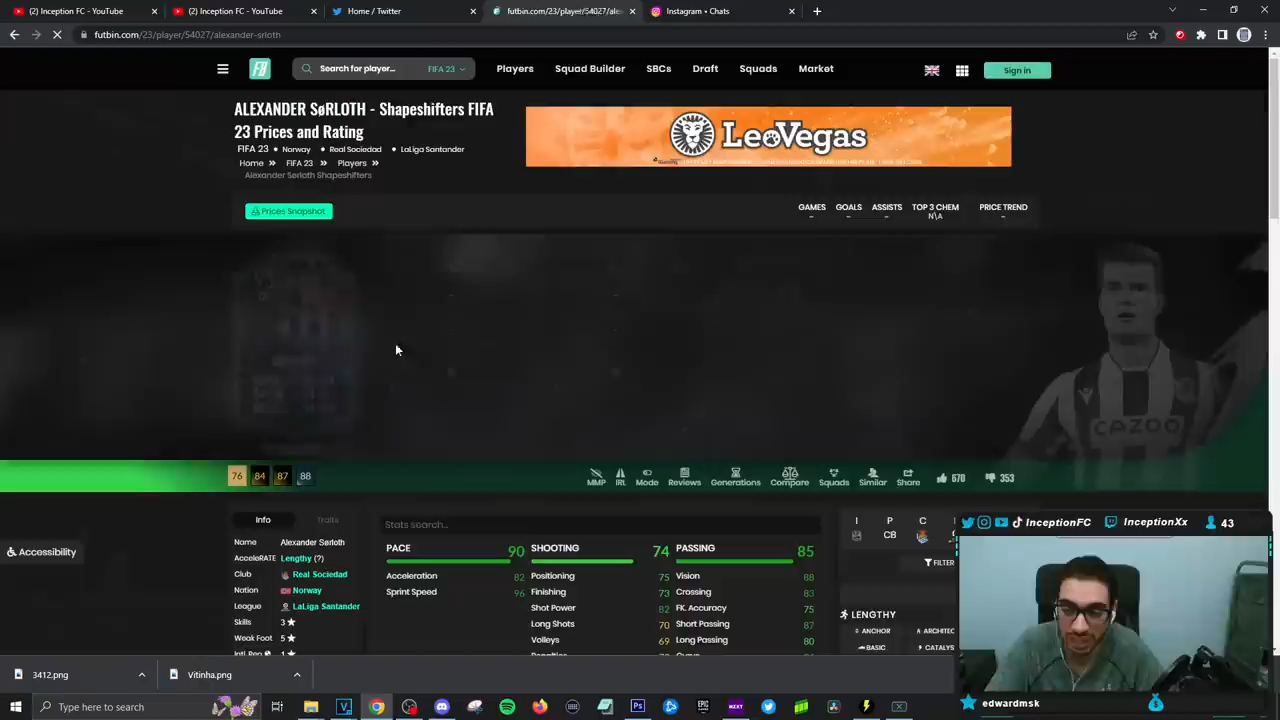 (2) Inception FC - YouTube
(2) Inception FC - YouTube
Home / Twitter
futbin.com/23/player/54027/ale
Instagram • Chats
futbin.com/23/player/54027/alexander-srloth
Search for player...
FIFA 23
Players
Squad Builder
SBCs
Draft
Squads
Market
Sign in
ALEXANDER SøRLOTH - Shapeshifters FIFA
23 Prices and Rating
FIFA 23 Norway Real Sociedad LaLiga Santander
Home FIFA 23 Players
Alexander Sørloth Shapeshifters
LeoVegas
Prices Snapshot
GAMES
-
GOALS
-
ASSISTS
-
TOP 3 CHEM
N\A
PRICE TREND
-
CAZOO
76 84 87 88
MMP
IRL
Mode
Reviews
Generations
Compare
Squads
Similar
Share
670
353
Info
Traits
Name Alexander Sørloth
AcceleRATE Lengthy (?)
Club Real Sociedad
Nation Norway
League LaLiga Santander
Skills 3
Weak Foot 5
Intl.Rep 1
Accessibility
Stats search...
PACE 90
Acceleration 82
Sprint Speed 96
SHOOTING 74
Positioning 75
Finishing 73
Shot Power 82
Long Shots 70
Volleys 69
PASSING 85
Vision 88
Crossing 83
FK. Accuracy 75
Short Passing 87
Long Passing 80
I P C
CB
FILTER
LENGTHY
ANCHOR
ARCHITEC
BASIC
CATALYS
InceptionFC
InceptionXx
43
edwardmsk
3412.png
Vitinha.png
Type here to search